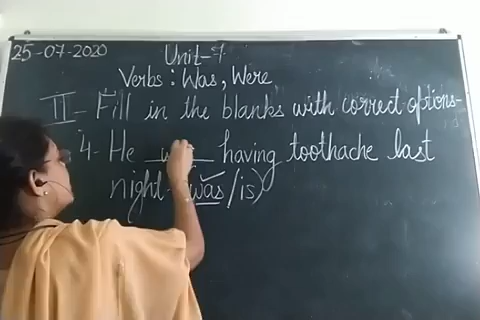 25-07-2020
Unit-7
Verbs : Was, Were
II- Fill in the blanks with correct options-
4- He w having toothache last
night. (was/is)